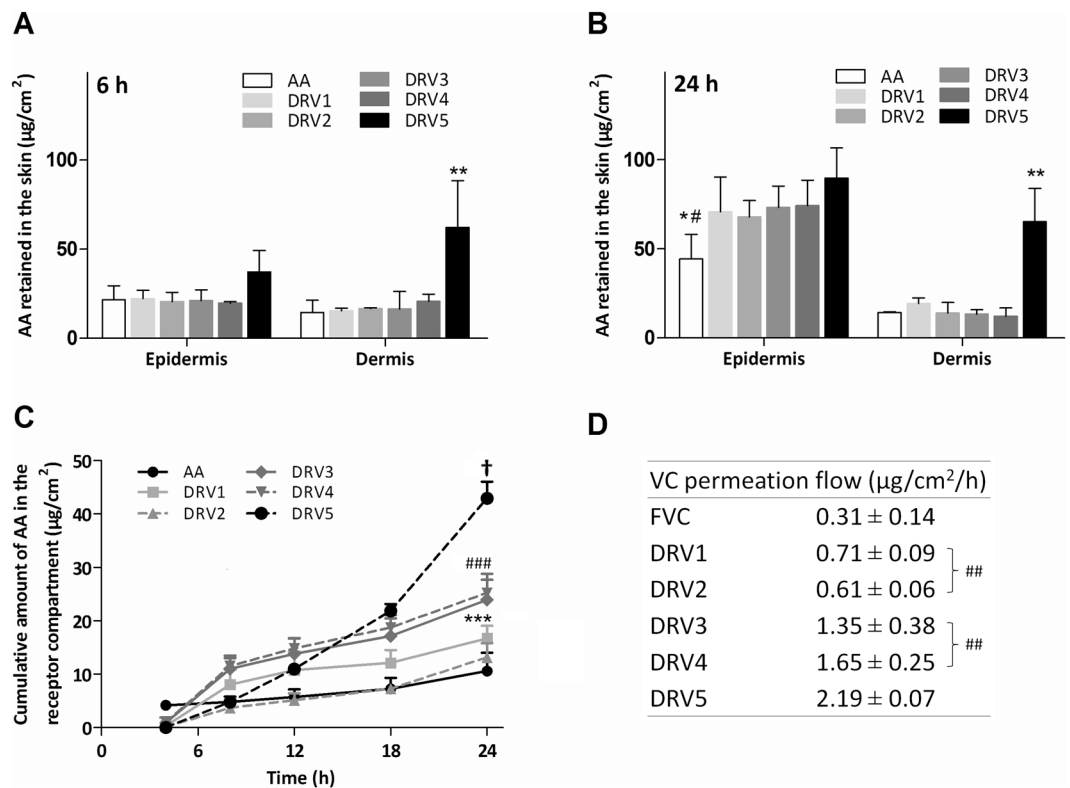 A
6 h
AA
DRV1
DRV2
DRV3
DRV4
DRV5
AA retained in the skin (µg/cm²)
100
50
0
**
Epidermis
Dermis
B
24 h
AA
DRV1
DRV2
DRV3
DRV4
DRV5
AA retained in the skin (µg/cm²)
100
50
0
*#
**
Epidermis
Dermis
C
AA
DRV1
DRV2
DRV3
DRV4
DRV5
Cumulative amount of AA in the
receptor compartment (µg/cm²)
50
40
30
20
10
0
†
###
***
0 6 12 18 24
Time (h)
D
VC permeation flow (µg/cm²/h)
FVC 0.31 ± 0.14
DRV1 0.71 ± 0.09
##
DRV2 0.61 ± 0.06
DRV3 1.35 ± 0.38
##
DRV4 1.65 ± 0.25
DRV5 2.19 ± 0.07